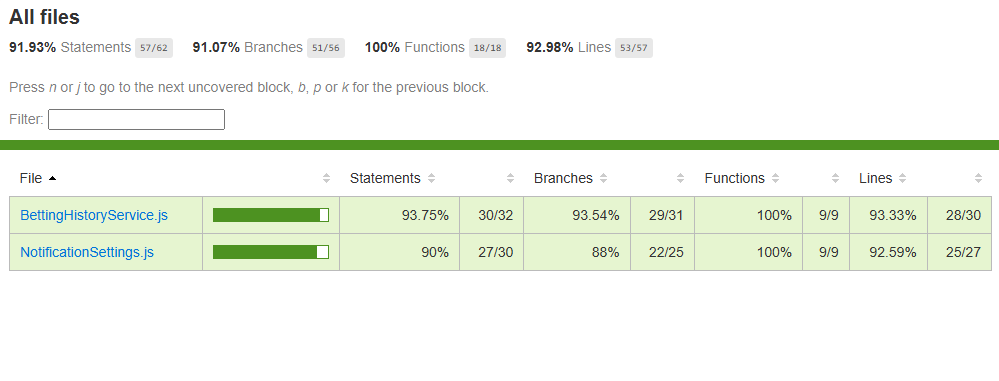 All files
91.93% Statements 57/62 91.07% Branches 51/56 100% Functions 18/18 92.98% Lines 53/57
Press n or j to go to the next uncovered block, b, p or k for the previous block.
Filter:
File Statements Branches Functions Lines
BettingHistoryService.js 93.75% 30/32 93.54% 29/31 100% 9/9 93.33% 28/30
NotificationSettings.js 90% 27/30 88% 22/25 100% 9/9 92.59% 25/27